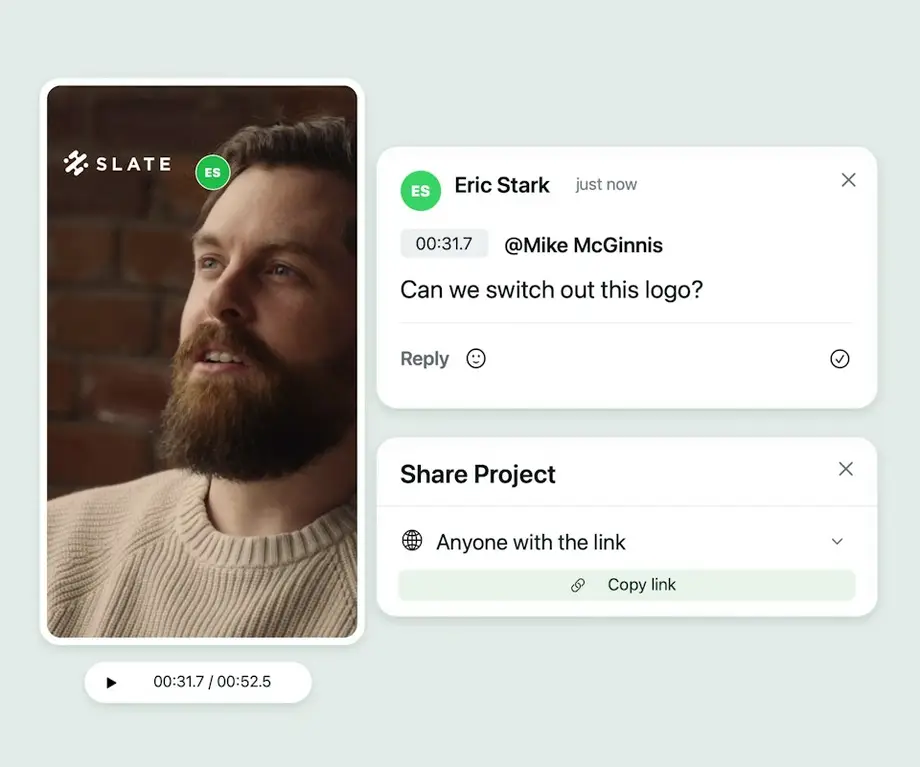 SLATE
ES
00:31.7 / 00:52.5
ES Eric Stark just now
00:31.7 @Mike McGinnis
Can we switch out this logo?
Reply
Share Project
Anyone with the link
Copy link